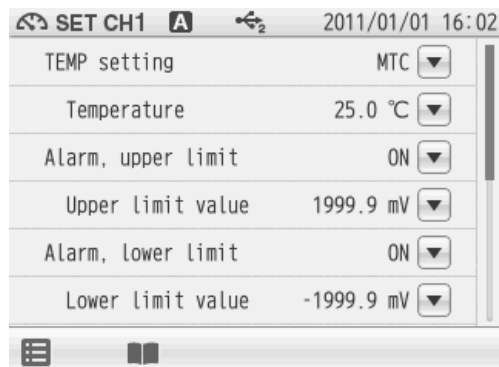 SET CH1 A 2 2011/01/01 16:02
TEMP setting MTC
Temperature 25.0 ℃
Alarm, upper limit ON
Upper limit value 1999.9 mV
Alarm, lower limit ON
Lower limit value -1999.9 mV